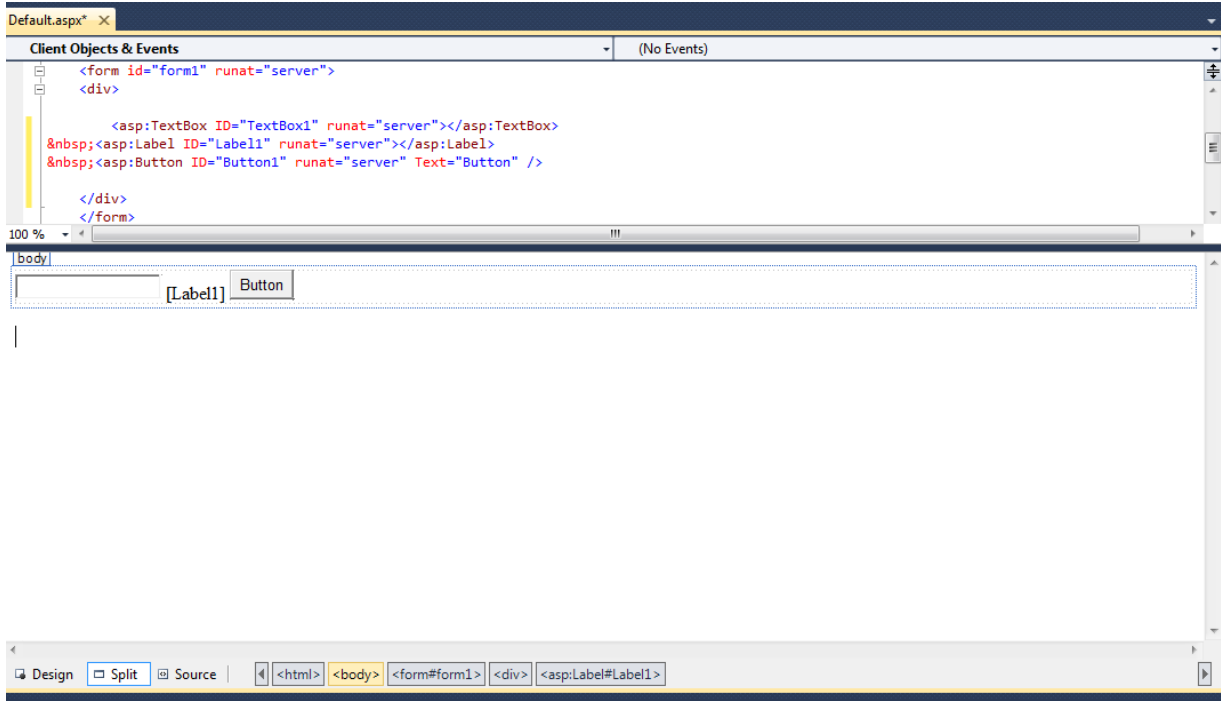 Default.aspx*
Client Objects & Events (No Events)
<form id="form1" runat="server">
<div>
<asp:TextBox ID="TextBox1" runat="server"></asp:TextBox>
&nbsp;<asp:Label ID="Label1" runat="server"></asp:Label>
&nbsp;<asp:Button ID="Button1" runat="server" Text="Button" />
</div>
</form>
100 %
body
[Label1] Button
Design Split Source <html> <body> <form#form1> <div> <asp:Label#Label1>